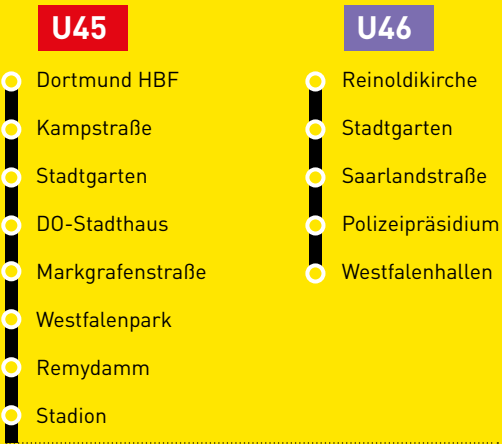 U45
Dortmund HBF
Kampstraße
Stadtgarten
DO-Stadthaus
Markgrafenstraße
Westfalenpark
Remydamm
Stadion
U46
Reinoldikirche
Stadtgarten
Saarlandstraße
Polizeipräsidium
Westfalenhallen